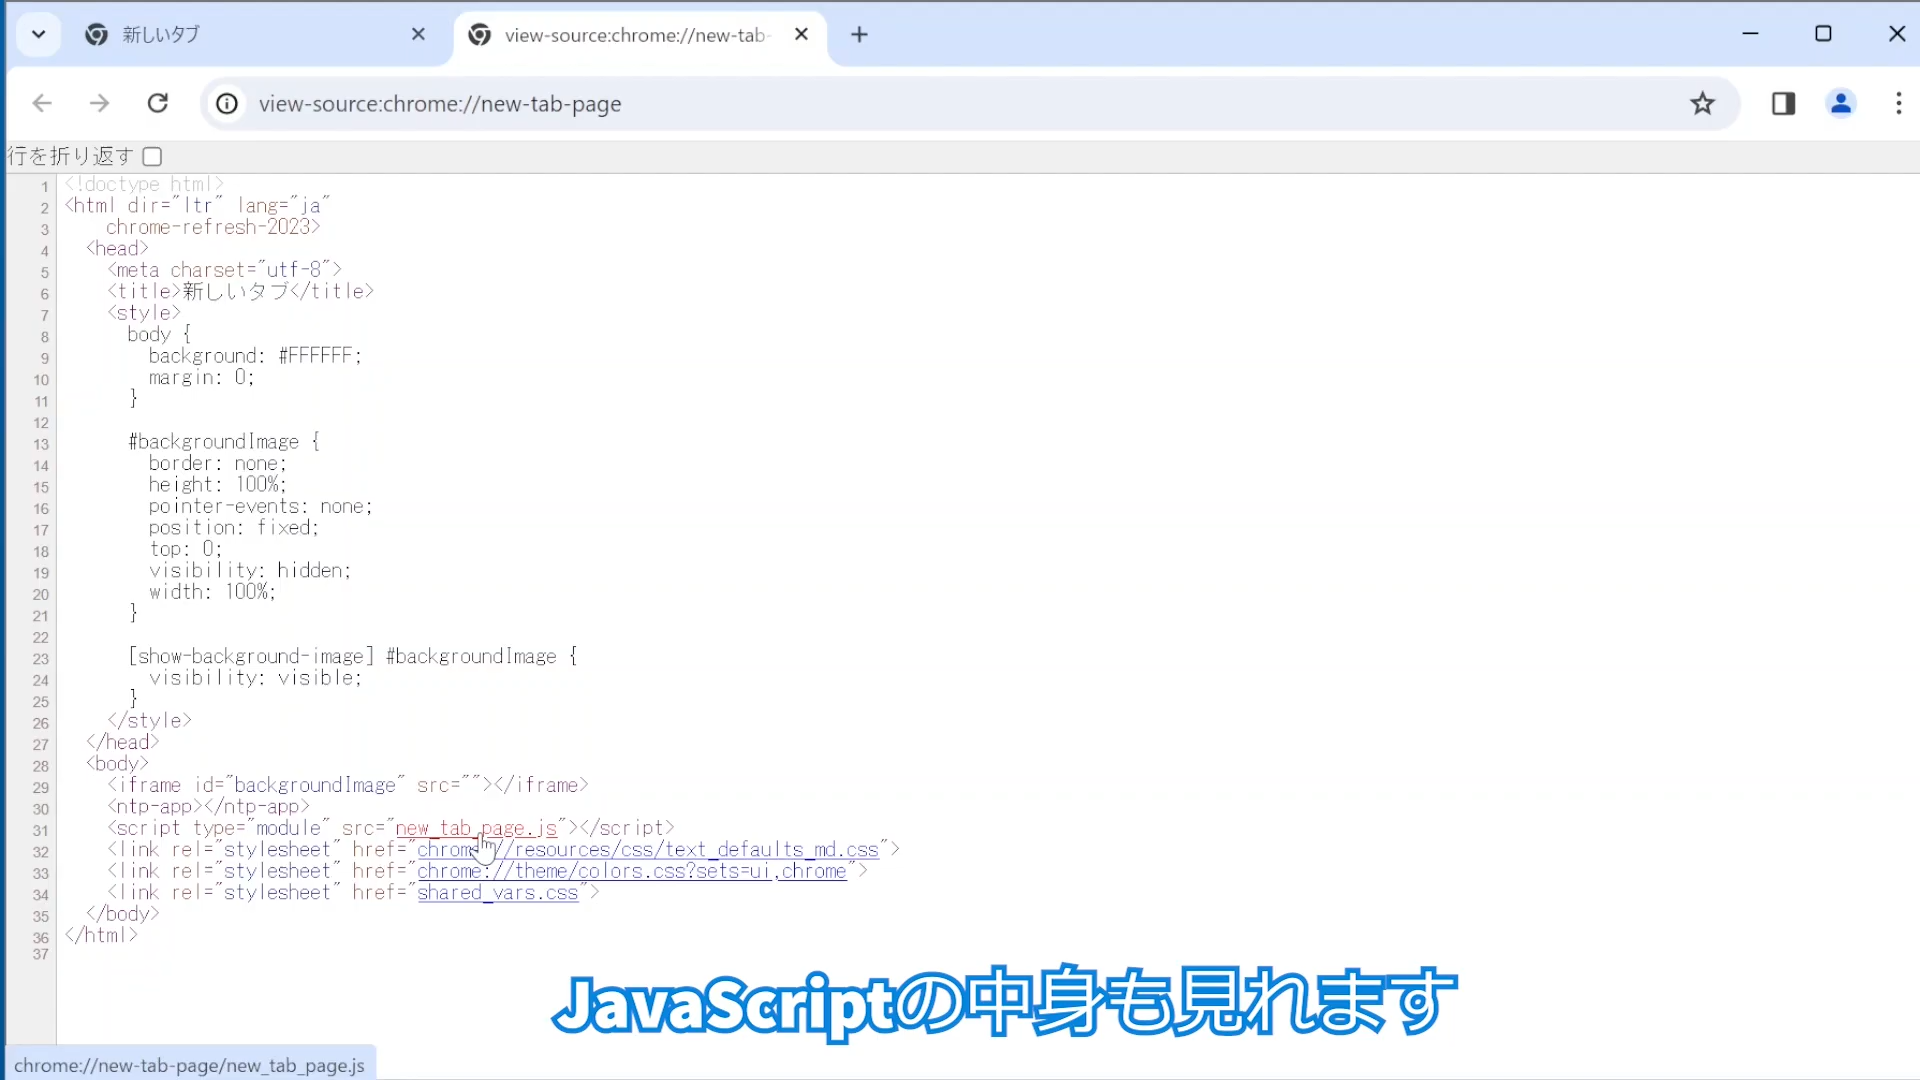 新しいタブ
view-source:chrome://new-tab-
view-source:chrome://new-tab-page
行を折り返す
1 <!doctype html>
2 <html dir="ltr" lang="ja"
3 chrome-refresh-2023>
4 <head>
5 <meta charset="utf-8">
6 <title>新しいタブ</title>
7 <style>
8 body {
9 background: #FFFFFF;
10 margin: 0;
11 }
12
13 #backgroundImage {
14 border: none;
15 height: 100%;
16 pointer-events: none;
17 position: fixed;
18 top: 0;
19 visibility: hidden;
20 width: 100%;
21 }
22
23 [show-background-image] #backgroundImage {
24 visibility: visible;
25 }
26 </style>
27 </head>
28 <body>
29 <iframe id="backgroundImage" src=""></iframe>
30 <ntp-app></ntp-app>
31 <script type="module" src="new_tab_page.js"></script>
32 <link rel="stylesheet" href="chrome://resources/css/text_defaults_md.css">
33 <link rel="stylesheet" href="chrome://theme/colors.css?sets=ui,chrome">
34 <link rel="stylesheet" href="shared_vars.css">
35 </body>
36 </html>
37
JavaScriptの中身も見れます
chrome://new-tab-page/new_tab_page.js